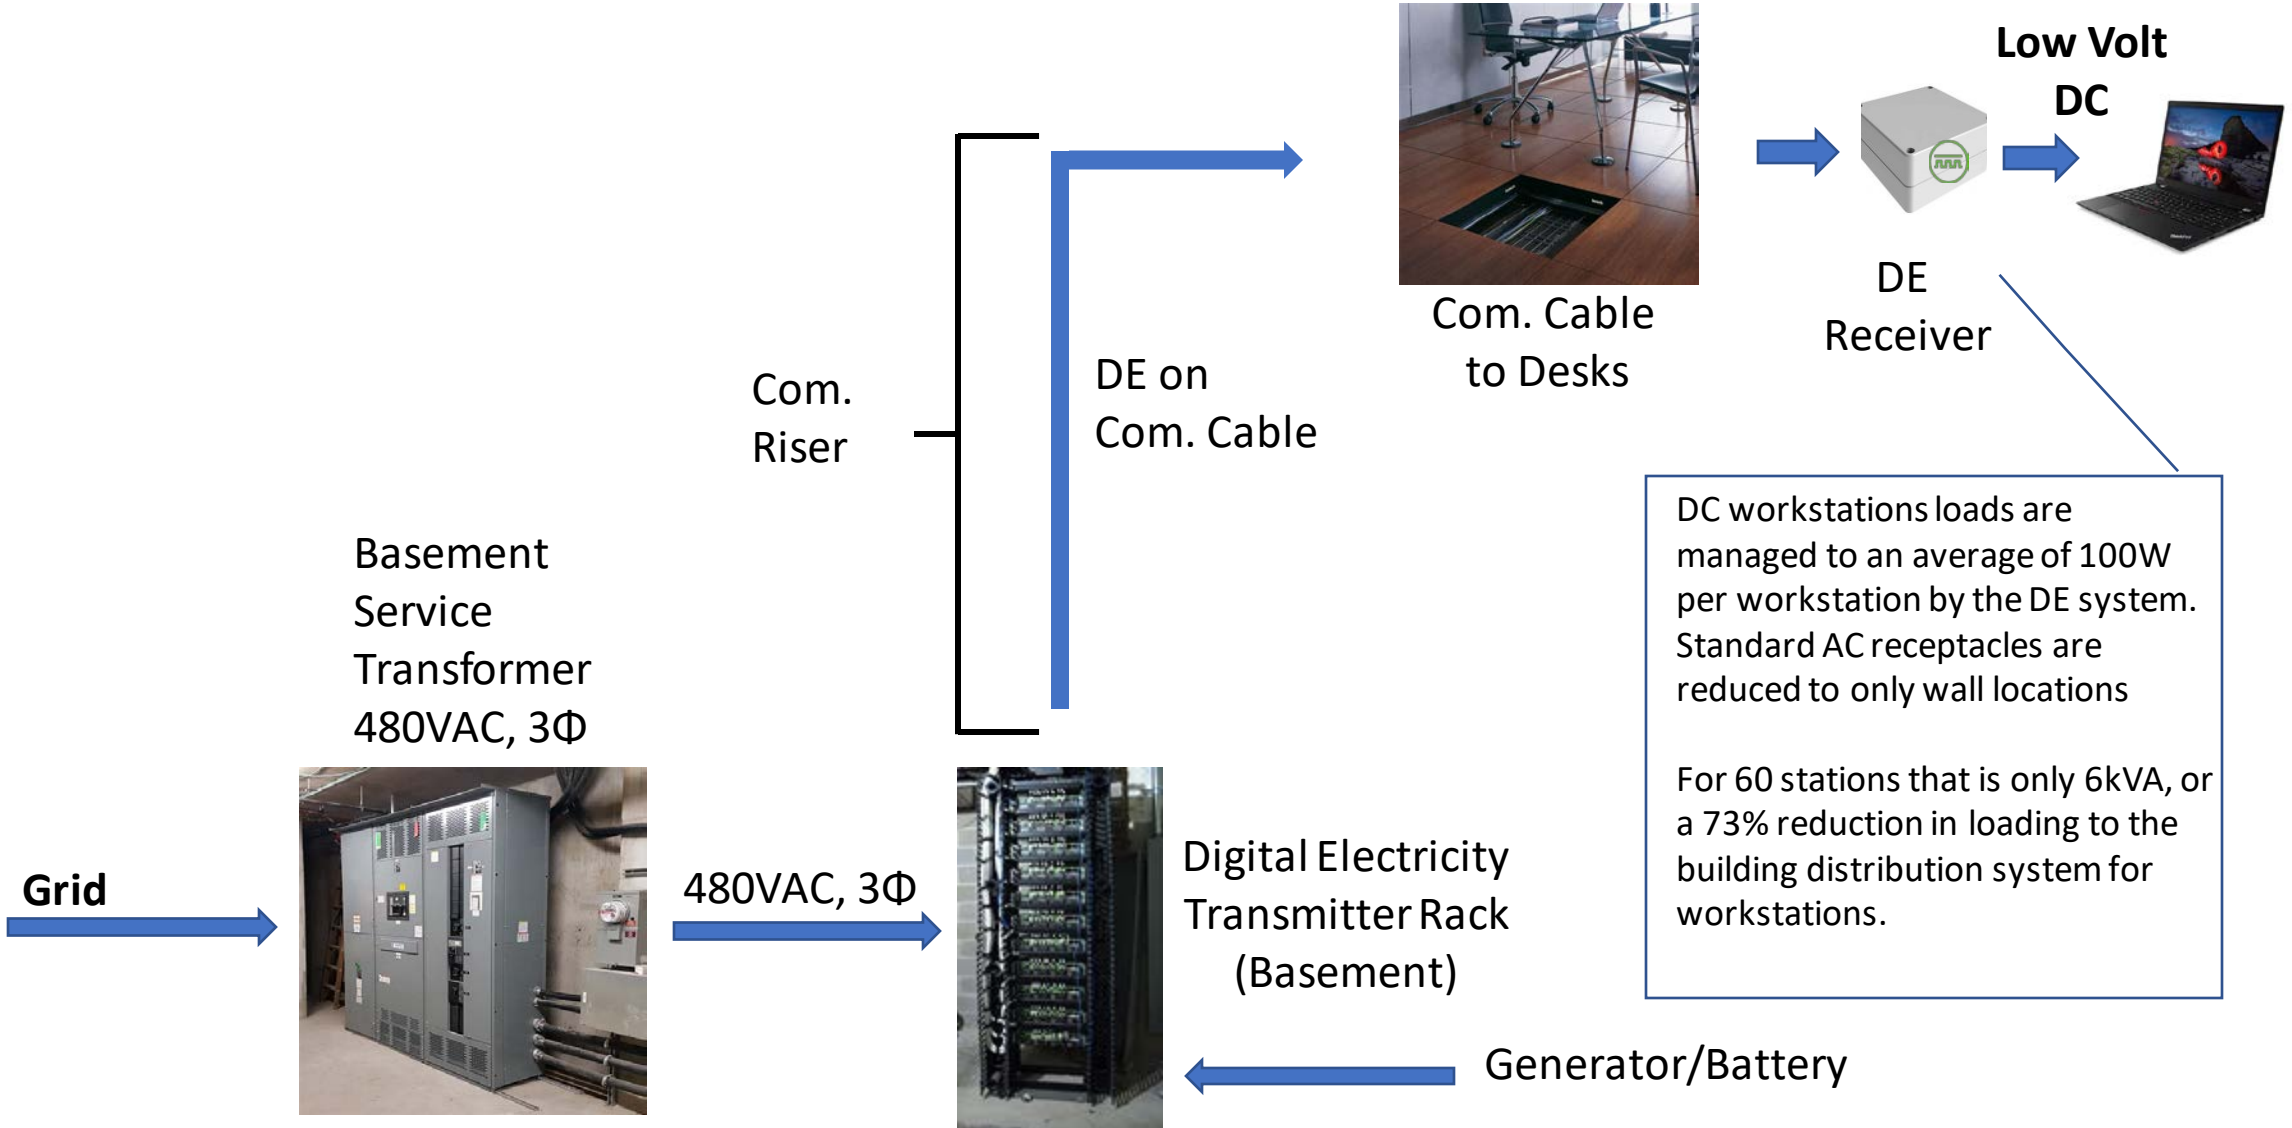 Low Volt
DC
DE
Receiver
Com. Cable
to Desks
DE on
Com. Cable
Com.
Riser
DC workstations loads are
managed to an average of 100W
per workstation by the DE system.
Standard AC receptacles are
reduced to only wall locations
For 60 stations that is only 6kVA, or
a 73% reduction in loading to the
building distribution system for
workstations.
Basement
Service
Transformer
480VAC, 3Φ
Grid
480VAC, 3Φ
Digital Electricity
Transmitter Rack
(Basement)
Generator/Battery